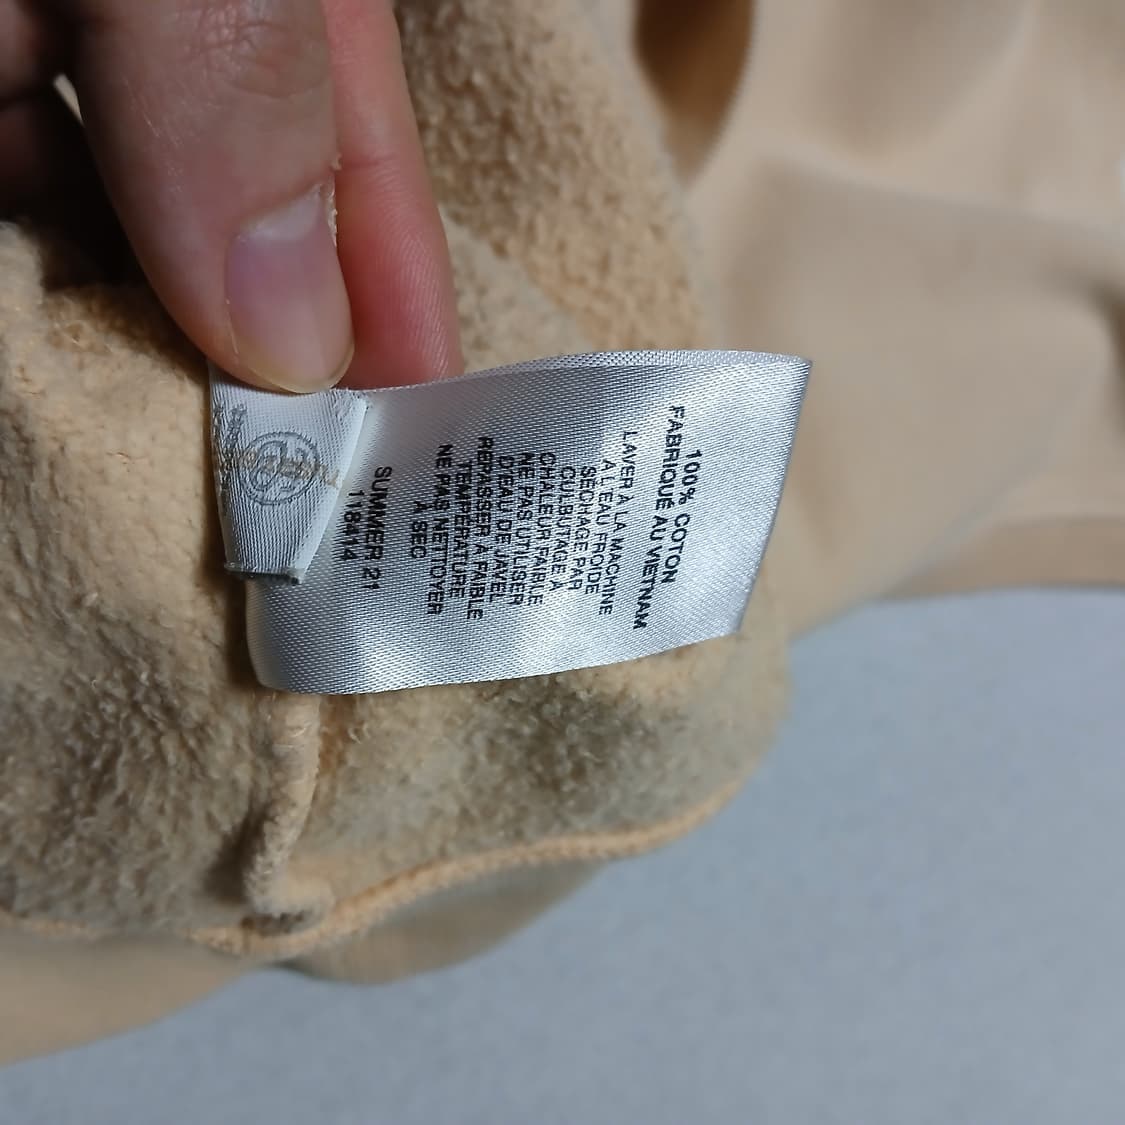 100% COTON
FABRIQUÉ AU VIETNAM
LAVER À LA MACHINE
À L'EAU FROIDE
SÉCHAGE PAR
CULBUTAGE À
CHALEUR FAIBLE
NE PAS UTILISER
D'EAU DE JAVEL
REPASSER À FAIBLE
TEMPÉRATURE
NE PAS NETTOYER
À SEC
SUMMER 21
118414